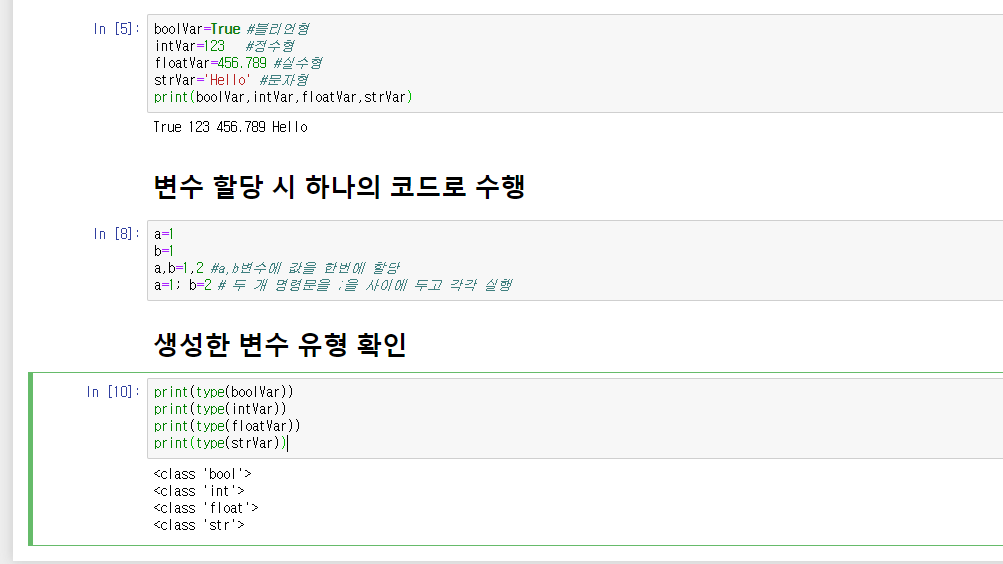 In [5]: boolVar=True #블리언형
intVar=123 #정수형
floatVar=456.789 #실수형
strVar='Hello' #문자형
print(boolVar,intVar,floatVar,strVar)
True 123 456.789 Hello
변수 할당 시 하나의 코드로 수행
In [8]: a=1
b=1
a,b=1,2 #a,b변수에 값을 한번에 할당
a=1; b=2 # 두 개 명령문을 ;을 사이에 두고 각각 실행
생성한 변수 유형 확인
In [10]: print(type(boolVar))
print(type(intVar))
print(type(floatVar))
print(type(strVar))
<class 'bool'>
<class 'int'>
<class 'float'>
<class 'str'>